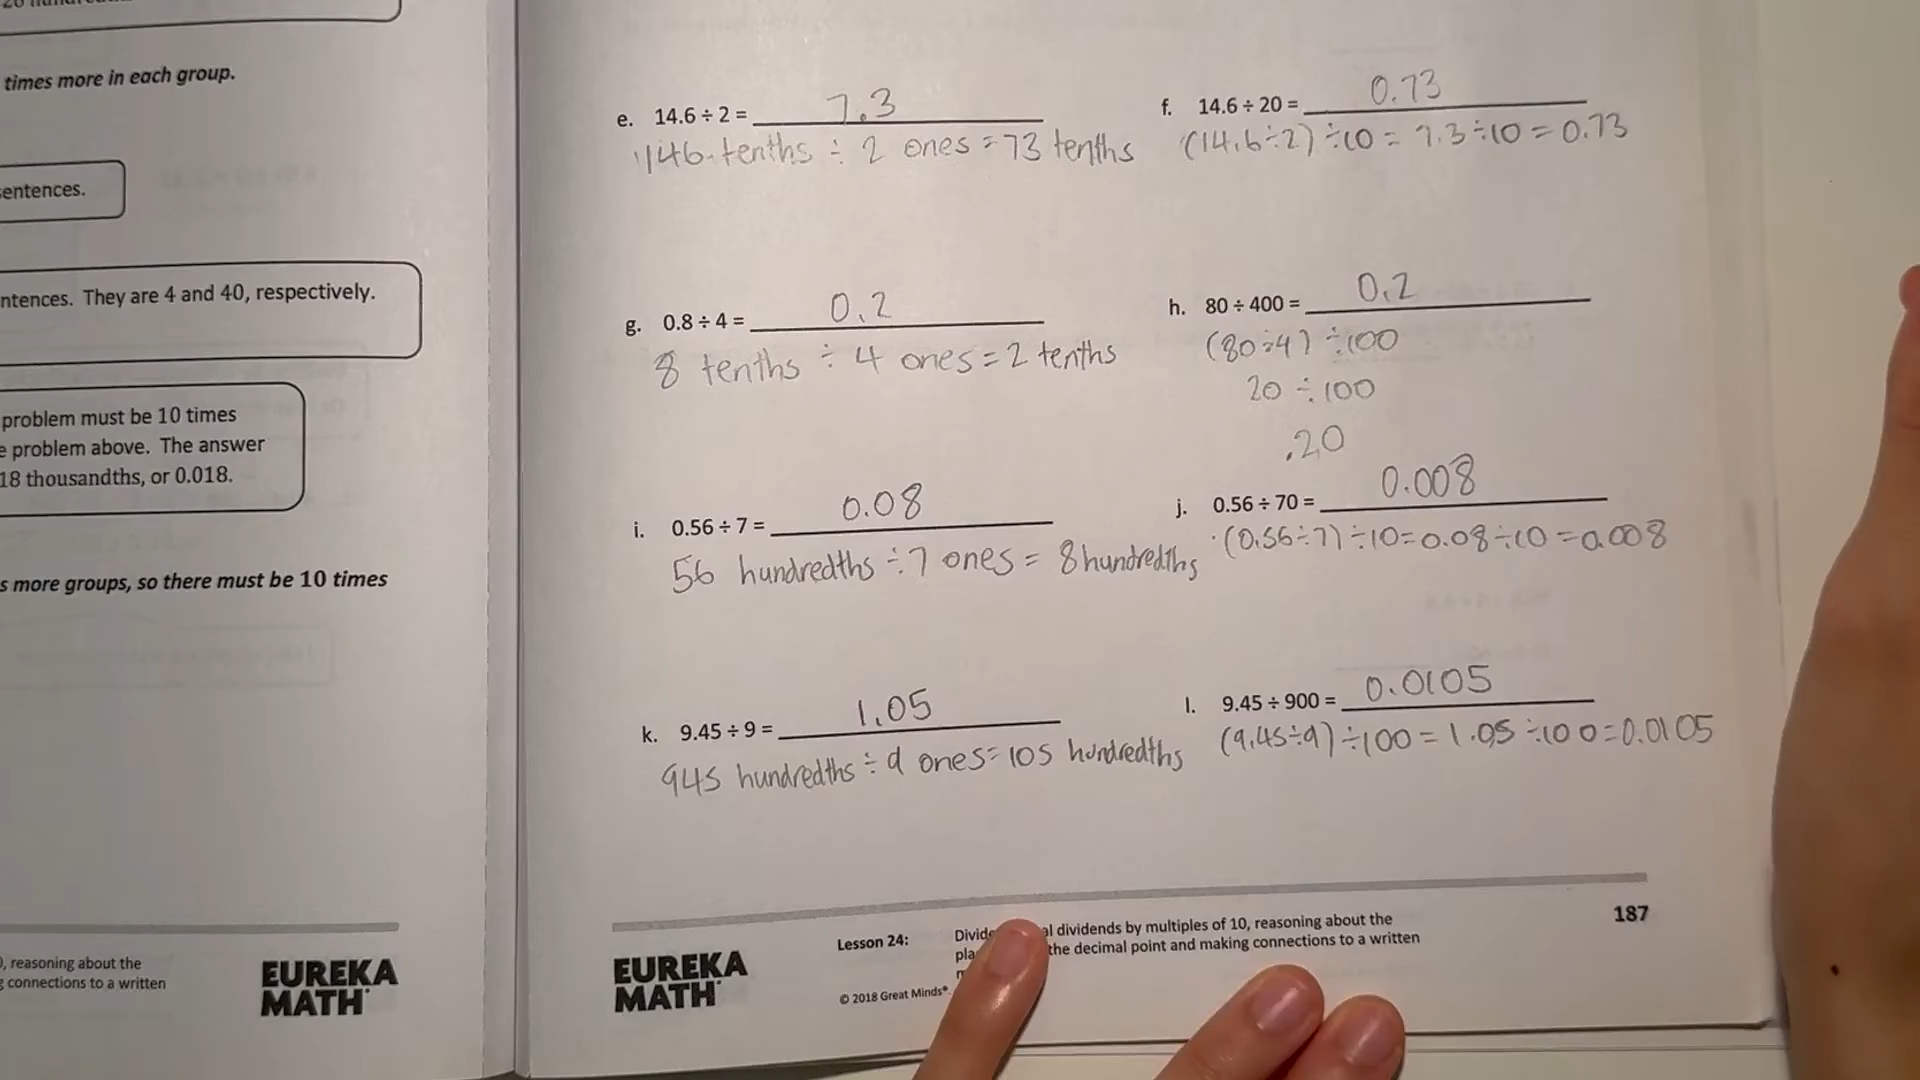 times more in each group.
sentences.
ntences. They are 4 and 40, respectively.
problem must be 10 times
e problem above. The answer
18 thousandths, or 0.018.
s more groups, so there must be 10 times
, reasoning about the
connections to a written
EUREKA
MATH
e. 14.6 ÷ 2 = 7.3
146 tenths ÷ 2 ones = 73 tenths
f. 14.6 ÷ 20 = 0.73
(14.6÷2) ÷10 = 7.3÷10 = 0.73
g. 0.8 ÷ 4 = 0.2
8 tenths ÷ 4 ones = 2 tenths
h. 80 ÷ 400 = 0.2
(80÷4) ÷100
20 ÷ 100
.20
i. 0.56 ÷ 7 = 0.08
56 hundredths ÷ 7 ones = 8 hundredths
j. 0.56 ÷ 70 = 0.008
(0.56÷7) ÷10 = 0.08 ÷10 = 0.008
k. 9.45 ÷ 9 = 1.05
945 hundredths ÷ 9 ones = 105 hundredths
l. 9.45 ÷ 900 = 0.0105
(9.45÷9) ÷100 = 1.05 ÷100 = 0.0105
EUREKA
MATH
Lesson 24:
dividends by multiples of 10, reasoning about the
the decimal point and making connections to a written
© 2018 Great Minds®.
187